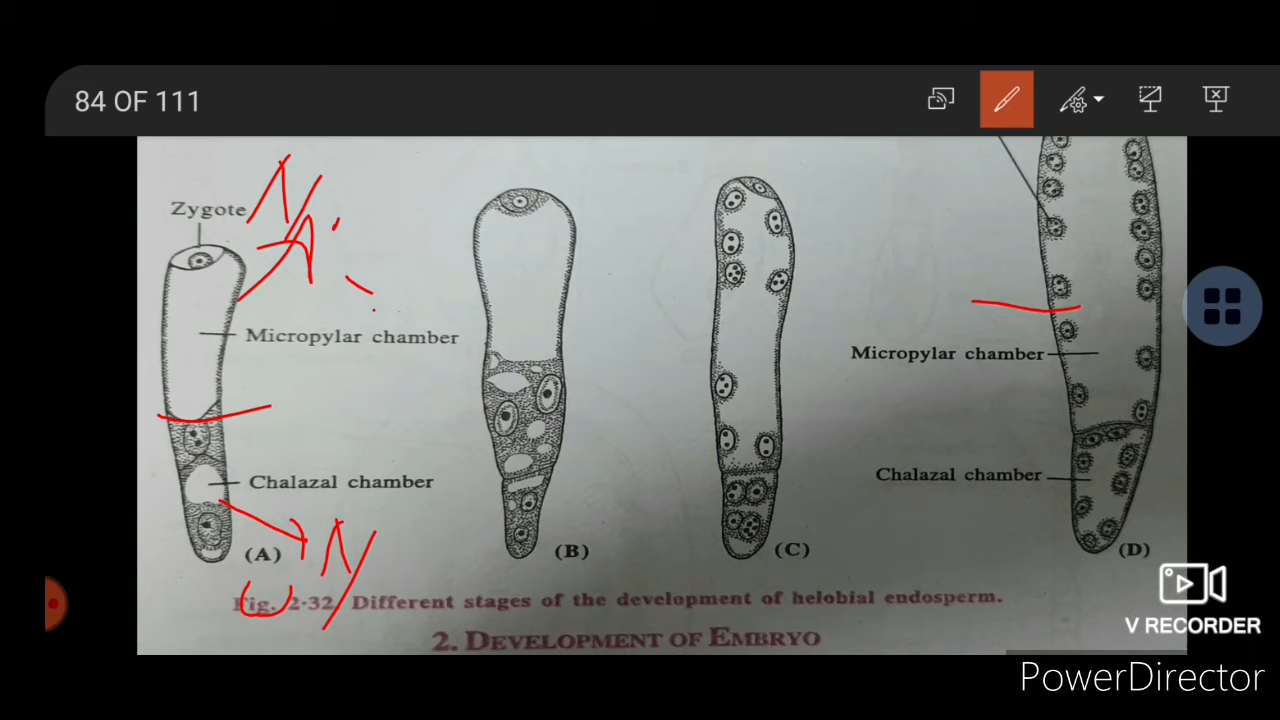 84 OF 111
Zygote
Micropylar chamber
Chalazal chamber
(A)
(B)
(C)
Micropylar chamber
Chalazal chamber
(D)
Fig. 2·32 Different stages of the development of helobial endosperm.
2. DEVELOPMENT OF EMBRYO
V RECORDER
PowerDirector